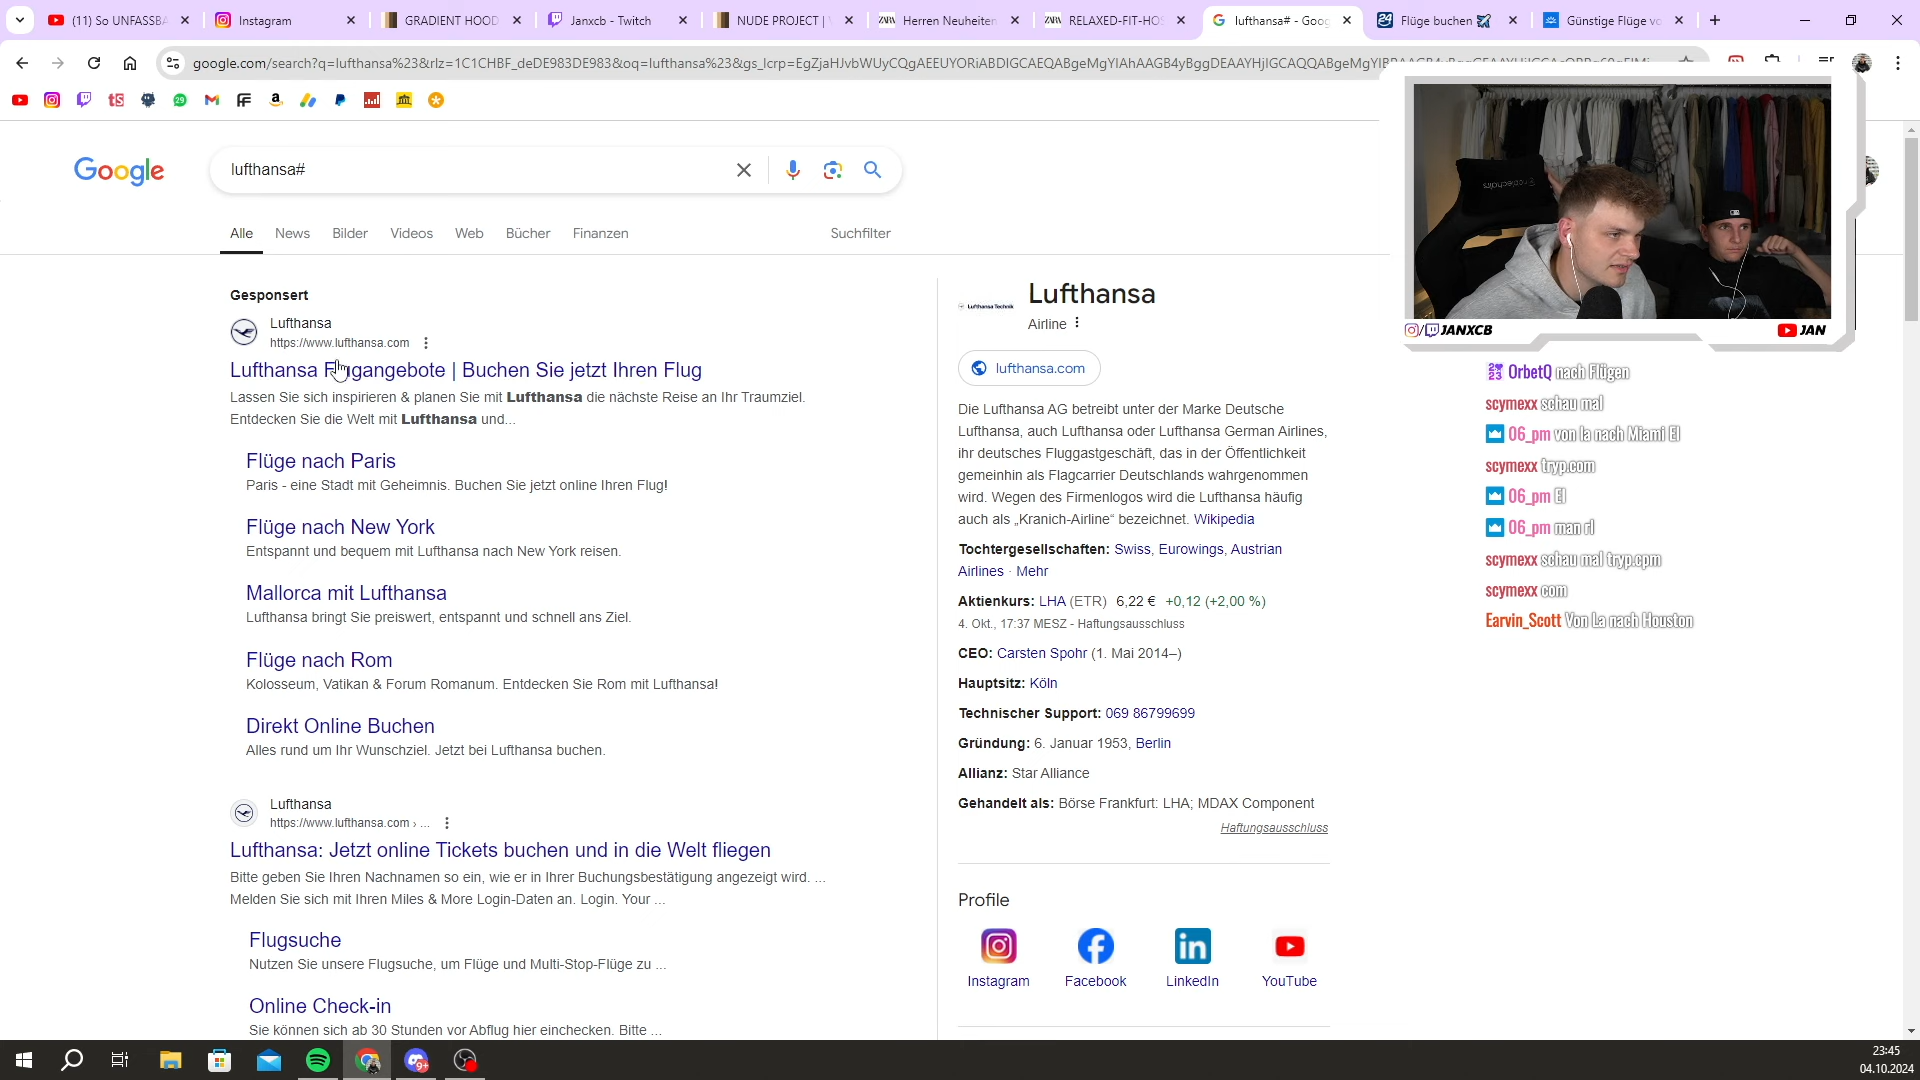 (11) So UNFASSBA
Instagram
GRADIENT HOOD
Janxcb - Twitch
NUDE PROJECT |
Herren Neuheiten
RELAXED-FIT-HOS
lufthansa# - Goog
Flüge buchen
Günstige Flüge vo
google.com/search?q=lufthansa%23&rlz=1C1CHBF_deDE983DE983&oq=lufthansa%23&gs_lcrp=EgZjaHJvbWUyCQgAEEUYORiABDIGCAEQABgeMgYIAhAAGB4yBggDEAAYHjIGCAQQABgeMgYI
Google
lufthansa#
Alle
News
Bilder
Videos
Web
Bücher
Finanzen
Suchfilter
Gesponsert
Lufthansa
https://www.lufthansa.com
Lufthansa Flugangebote | Buchen Sie jetzt Ihren Flug
Lassen Sie sich inspirieren & planen Sie mit Lufthansa die nächste Reise an Ihr Traumziel.
Entdecken Sie die Welt mit Lufthansa und...
Flüge nach Paris
Paris - eine Stadt mit Geheimnis. Buchen Sie jetzt online Ihren Flug!
Flüge nach New York
Entspannt und bequem mit Lufthansa nach New York reisen.
Mallorca mit Lufthansa
Lufthansa bringt Sie preiswert, entspannt und schnell ans Ziel.
Flüge nach Rom
Kolosseum, Vatikan & Forum Romanum. Entdecken Sie Rom mit Lufthansa!
Direkt Online Buchen
Alles rund um Ihr Wunschziel. Jetzt bei Lufthansa buchen.
Lufthansa
https://www.lufthansa.com › ...
Lufthansa: Jetzt online Tickets buchen und in die Welt fliegen
Bitte geben Sie Ihren Nachnamen so ein, wie er in Ihrer Buchungsbestätigung angezeigt wird. ...
Melden Sie sich mit Ihren Miles & More Login-Daten an. Login. Your ...
Flugsuche
Nutzen Sie unsere Flugsuche, um Flüge und Multi-Stop-Flüge zu ...
Online Check-in
Sie können sich ab 30 Stunden vor Abflug hier einchecken. Bitte ...
Lufthansa Technik
Lufthansa
Airline
lufthansa.com
Die Lufthansa AG betreibt unter der Marke Deutsche
Lufthansa, auch Lufthansa oder Lufthansa German Airlines,
ihr deutsches Fluggastgeschäft, das in der Öffentlichkeit
gemeinhin als Flagcarrier Deutschlands wahrgenommen
wird. Wegen des Firmenlogos wird die Lufthansa häufig
auch als „Kranich-Airline“ bezeichnet. Wikipedia
Tochtergesellschaften: Swiss, Eurowings, Austrian
Airlines · Mehr
Aktienkurs: LHA (ETR) 6,22 € +0,12 (+2,00 %)
4. Okt., 17:37 MESZ - Haftungsausschluss
CEO: Carsten Spohr (1. Mai 2014–)
Hauptsitz: Köln
Technischer Support: 069 86799699
Gründung: 6. Januar 1953, Berlin
Allianz: Star Alliance
Gehandelt als: Börse Frankfurt: LHA; MDAX Component
Haftungsausschluss
Profile
Instagram
Facebook
LinkedIn
YouTube
/ JANXCB
JAN
OrbetQ nach Flügen
scymexx schau mal
06_pm von la nach Miami El
scymexx tryp.com
06_pm El
06_pm man rl
scymexx schau mal tryp.cpm
scymexx com
Earvin_Scott Von La nach Houston
23:45
04.10.2024